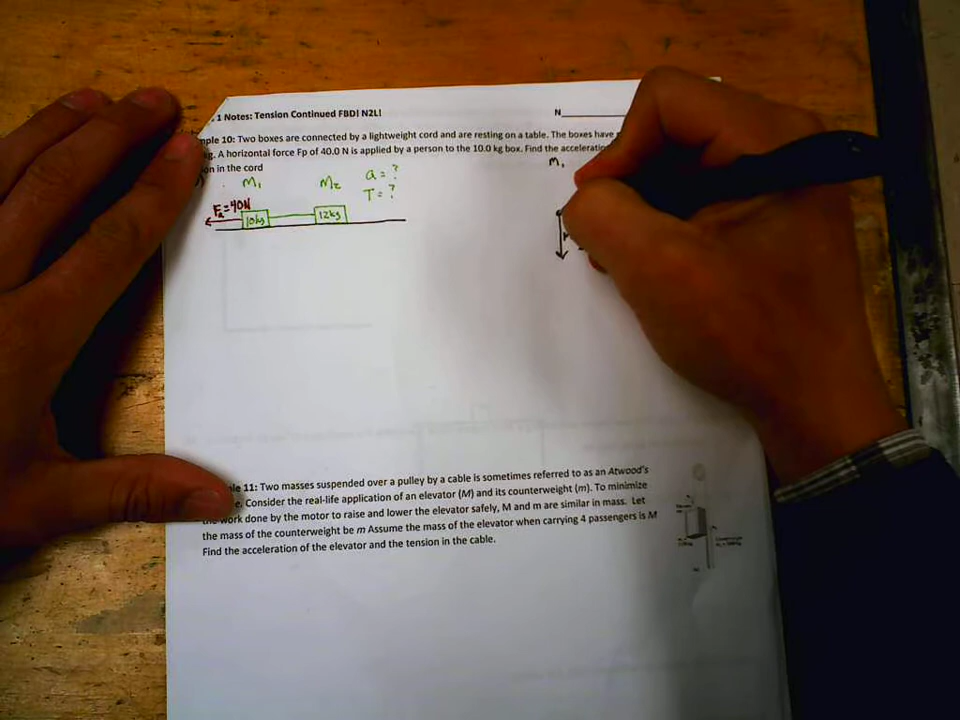 1 Notes: Tension Continued FBD! N2L! N
ple 10: Two boxes are connected by a lightweight cord and are resting on a table. The boxes have
g. A horizontal force Fp of 40.0 N is applied by a person to the 10.0 kg box. Find the acceleratio
on in the cord
M₁
M₁ M₂ a = ?
T = ?
Fₐ=40N
10kg 12kg
le 11: Two masses suspended over a pulley by a cable is sometimes referred to as an Atwood's
e. Consider the real-life application of an elevator (M) and its counterweight (m). To minimize
work done by the motor to raise and lower the elevator safely, M and m are similar in mass. Let
the mass of the counterweight be m Assume the mass of the elevator when carrying 4 passengers is M
Find the acceleration of the elevator and the tension in the cable.